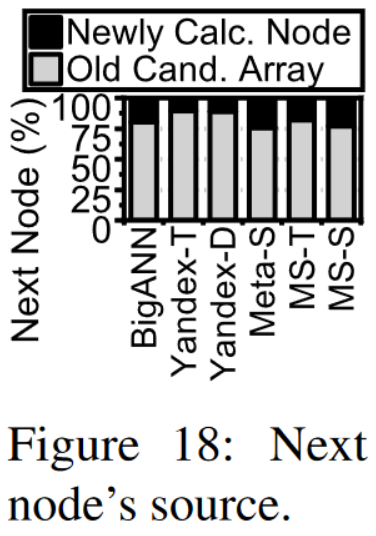 Newly Calc. Node
Old Cand. Array
Next Node (%)
100
75
50
25
0
BigANN
Yandex-T
Yandex-D
Meta-S
MS-T
MS-S
Figure 18: Next
node's source.